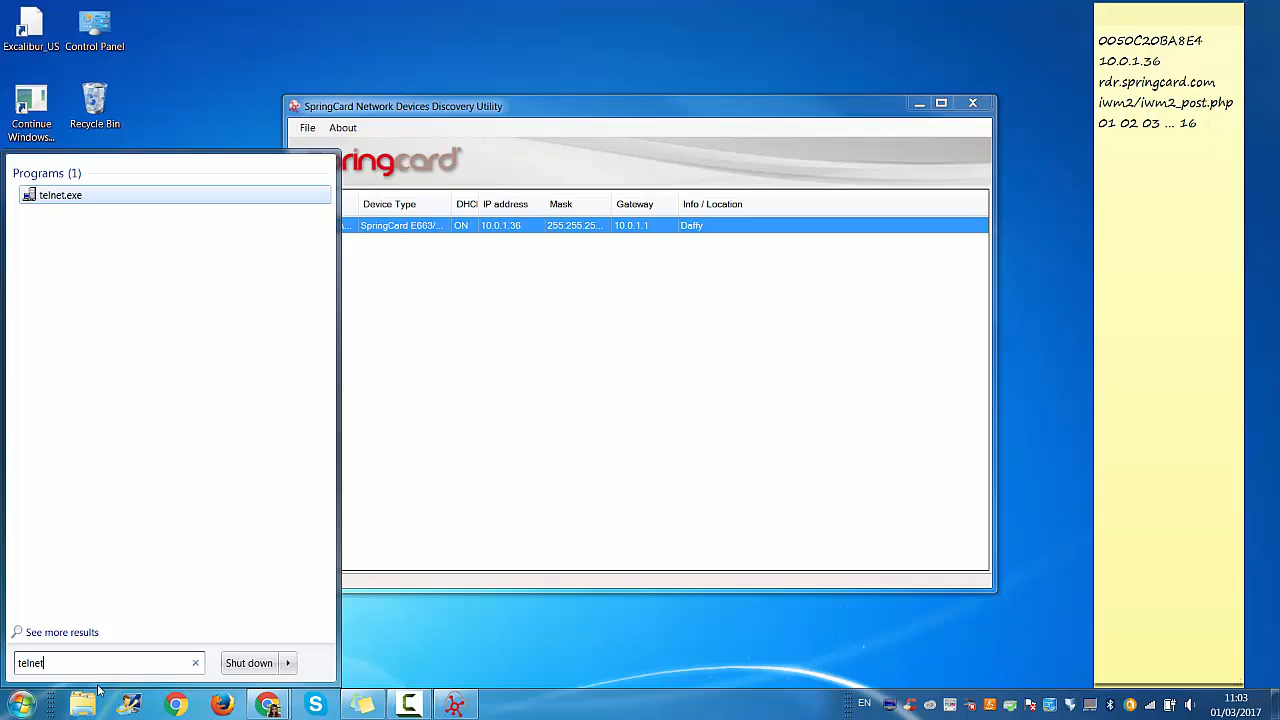 Excalibur_US
Control Panel
Continue Windows...
Recycle Bin
Programs (1)
telnet.exe
See more results
telnet
Shut down
SpringCard Network Devices Discovery Utility
File
About
ringcard
Device Type
DHC
IP address
Mask
Gateway
Info / Location
...
SpringCard E663/...
ON
10.0.1.36
255.255.25...
10.0.1.1
Daffy
0050C20BA8E4
10.0.1.36
rdr.springcard.com
iwm2/iwm2_post.php
01 02 03 ... 16
EN
11:03
01/03/2017